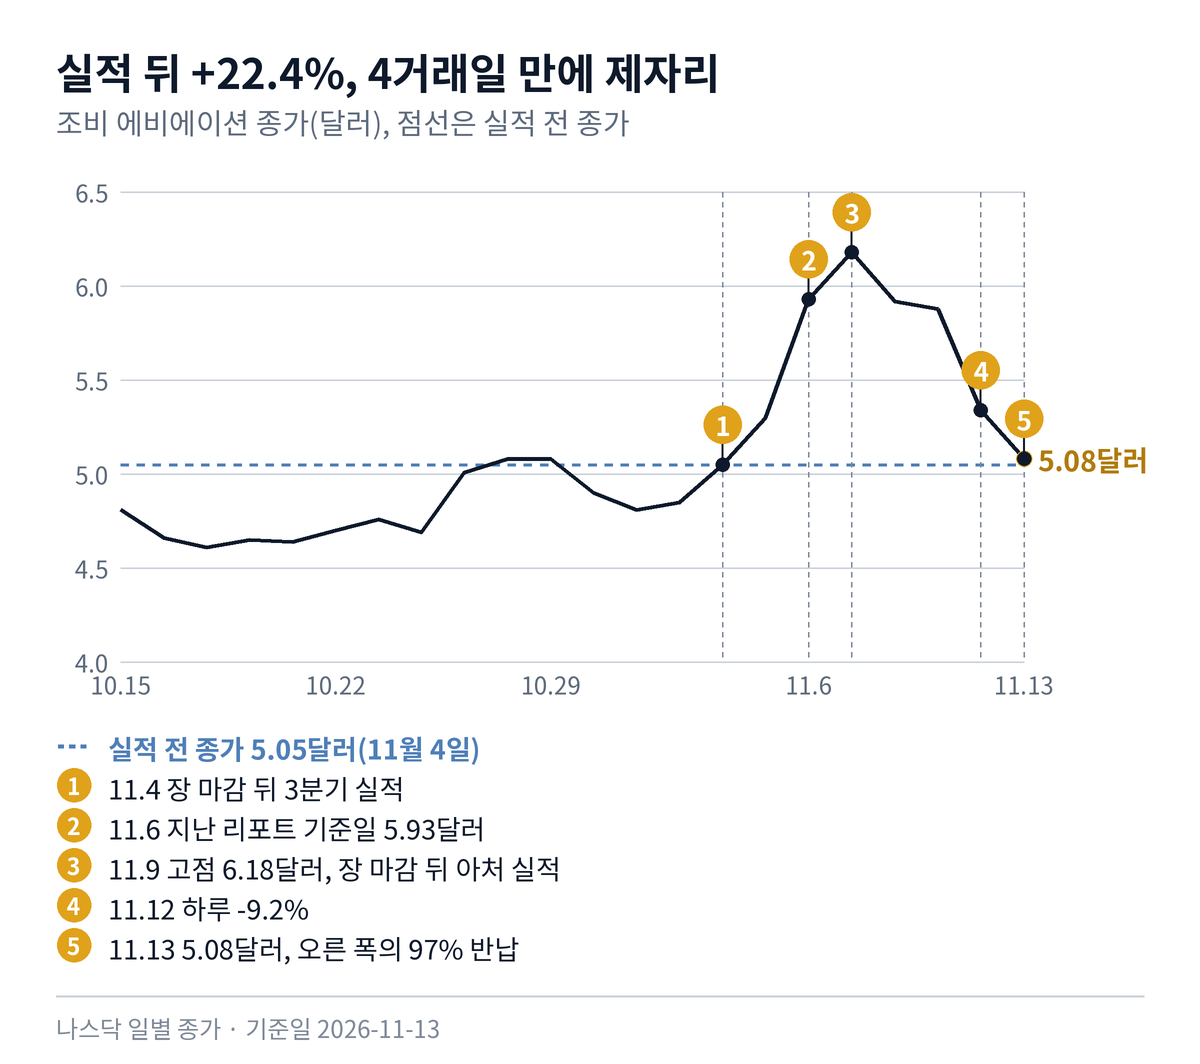 실적 뒤 +22.4%, 4거래일 만에 제자리
조비 에비에이션 종가(달러), 점선은 실적 전 종가
6.5
6.0
5.5
5.0
4.5
4.0
3
2
4
1
5
5.08달러
10.15
10.22
10.29
11.6
11.13
실적 전 종가 5.05달러(11월 4일)
1 11.4 장 마감 뒤 3분기 실적
2 11.6 지난 리포트 기준일 5.93달러
3 11.9 고점 6.18달러, 장 마감 뒤 아처 실적
4 11.12 하루 -9.2%
5 11.13 5.08달러, 오른 폭의 97% 반납
나스닥 일별 종가 · 기준일 2026-11-13